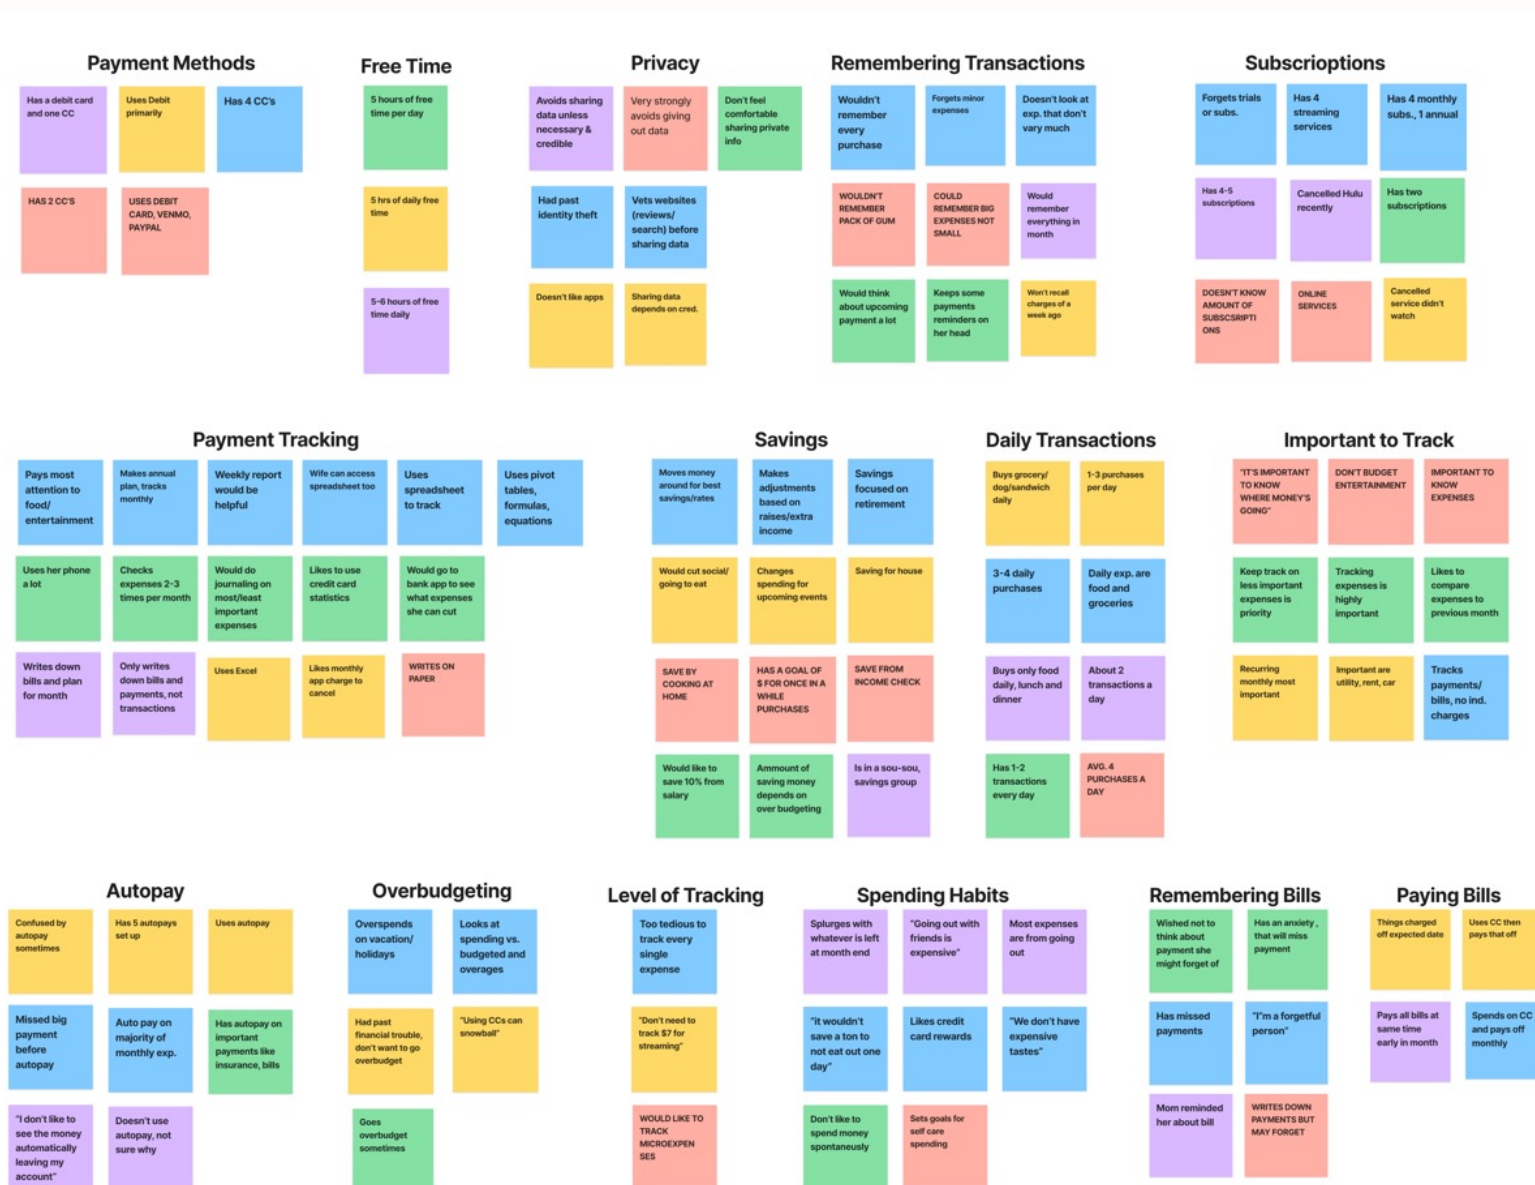 Payment Methods
Has a debit card
and one CC
Uses Debit
primarily
Has 4 CC's
HAS 2 CC'S
USES DEBIT
CARD, VENMO,
PAYPAL
Free Time
5 hours of free
time per day
5 hrs of daily free
time
5-6 hours of free
time daily
Privacy
Avoids sharing
data unless
necessary &
credible
Very strongly
avoids giving
out data
Don't feel
comfortable
sharing private
info
Had past
identity theft
Vets websites
(reviews/
search) before
sharing data
Doesn't like apps
Sharing data
depends on cred.
Remembering Transactions
Wouldn't
remember
every
purchase
Forgets minor
expenses
Doesn't look at
exp. that don't
vary much
WOULDN'T
REMEMBER
PACK OF GUM
COULD
REMEMBER BIG
EXPENSES NOT
SMALL
Would
remember
everything in
month
Would think
about upcoming
payment a lot
Keeps some
payments
reminders on
her head
Won't recall
charges of a
week ago
Subscrioptions
Forgets trials
or subs.
Has 4
streaming
services
Has 4 monthly
subs., 1 annual
Has 4-5
subscriptions
Cancelled Hulu
recently
Has two
subscriptions
DOESN'T KNOW
AMOUNT OF
SUBSCSRIPTI
ONS
ONLINE
SERVICES
Cancelled
service didn't
watch
Payment Tracking
Pays most
attention to
food/
entertainment
Makes annual
plan, tracks
monthly
Weekly report
would be
helpful
Wife can access
spreadsheet too
Uses
spreadsheet
to track
Uses pivot
tables,
formulas,
equations
Uses her phone
a lot
Checks
expenses 2-3
times per month
Would do
journaling on
most/least
important
expenses
Likes to use
credit card
statistics
Would go to
bank app to see
what expenses
she can cut
Writes down
bills and plan
for month
Only writes
down bills and
payments, not
transactions
Uses Excel
Likes monthly
app charge to
cancel
WRITES ON
PAPER
Savings
Moves money
around for best
savings/rates
Makes
adjustments
based on
raises/extra
income
Savings
focused on
retirement
Would cut social/
going to eat
Changes
spending for
upcoming events
Saving for house
SAVE BY
COOKING AT
HOME
HAS A GOAL OF
$ FOR ONCE IN A
WHILE
PURCHASES
SAVE FROM
INCOME CHECK
Would like to
save 10% from
salary
Ammount of
saving money
depends on
over budgeting
Is in a sou-sou,
savings group
Daily Transactions
Buys grocery/
dog/sandwich
daily
1-3 purchases
per day
3-4 daily
purchases
Daily exp. are
food and
groceries
Buys only food
daily, lunch and
dinner
About 2
transactions a
day
Has 1-2
transactions
every day
AVG. 4
PURCHASES A
DAY
Important to Track
"IT'S IMPORTANT
TO KNOW
WHERE MONEY'S
GOING"
DON'T BUDGET
ENTERTAINMENT
IMPORTANT TO
KNOW
EXPENSES
Keep track on
less important
expenses is
priority
Tracking
expenses is
highly
important
Likes to
compare
expenses to
previous month
Recurring
monthly most
important
Important are
utility, rent, car
Tracks
payments/
bills, no ind.
charges
Autopay
Confused by
autopay
sometimes
Has 5 autopays
set up
Uses autopay
Missed big
payment
before
autopay
Auto pay on
majority of
monthly exp.
Has autopay on
important
payments like
insurance, bills
"I don't like to
see the money
automatically
leaving my
account"
Doesn't use
autopay, not
sure why
Overbudgeting
Overspends
on vacation/
holidays
Looks at
spending vs.
budgeted and
overages
Had past
financial trouble,
don't want to go
overbudget
"Using CCs can
snowball"
Goes
overbudget
sometimes
Level of Tracking
Too tedious to
track every
single
expense
"Don't need to
track $7 for
streaming"
WOULD LIKE TO
TRACK
MICROEXPEN
SES
Spending Habits
Splurges with
whatever is left
at month end
"Going out with
friends is
expensive"
Most expenses
are from going
out
"it wouldn't
save a ton to
not eat out one
day"
Likes credit
card rewards
"We don't have
expensive
tastes"
Don't like to
spend money
spontaneusly
Sets goals for
self care
spending
Remembering Bills
Wished not to
think about
payment she
might forget of
Has an anxiety ,
that will miss
payment
Has missed
payments
"I'm a forgetful
person"
Mom reminded
her about bill
WRITES DOWN
PAYMENTS BUT
MAY FORGET
Paying Bills
Things charged
off expected date
Uses CC then
pays that off
Pays all bills at
same time
early in month
Spends on CC
and pays off
monthly